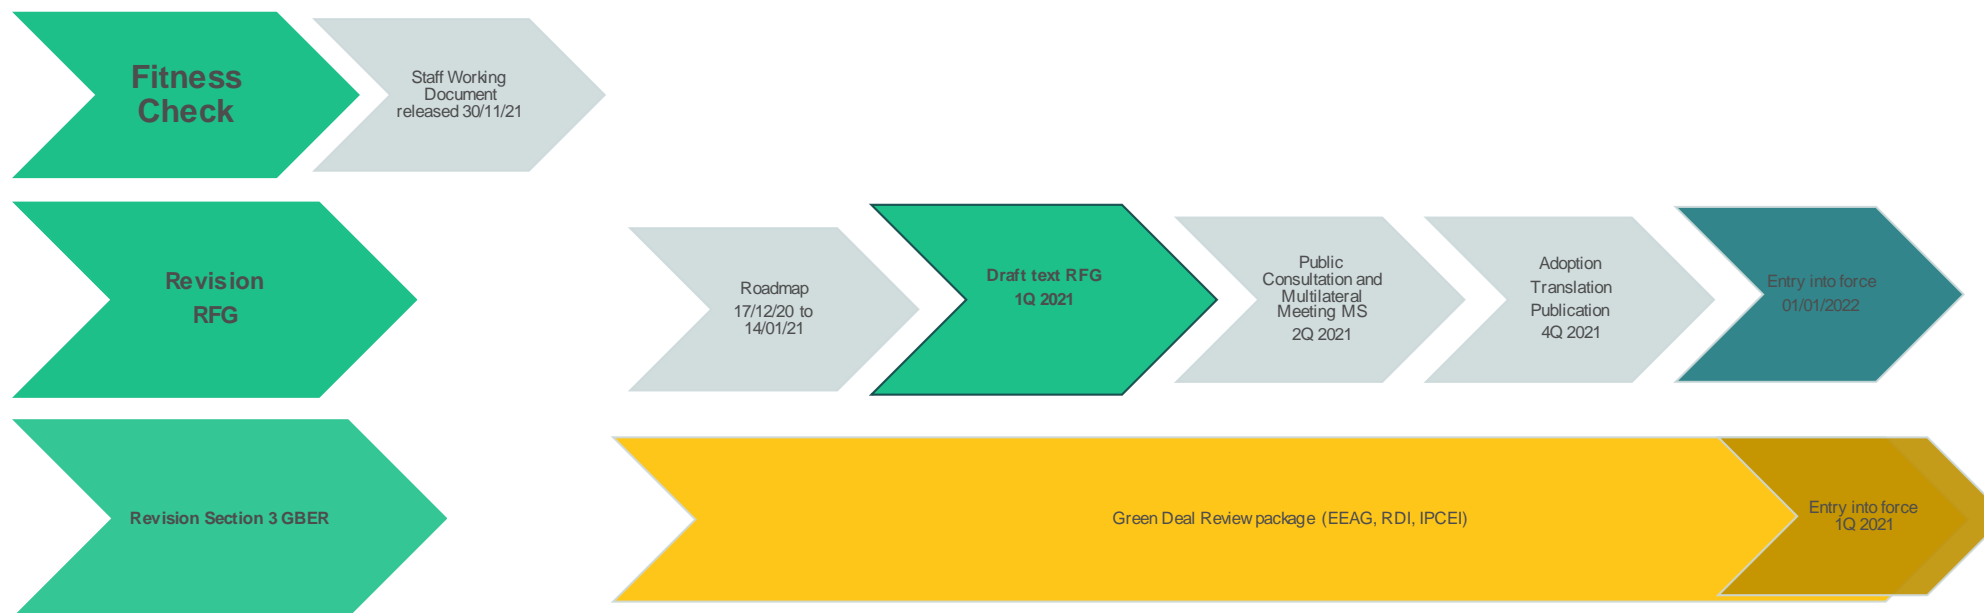 Fitness
Check
Staff Working
Document
released 30/11/21
Revision
RFG
Roadmap
17/12/20 to
14/01/21
Draft text RFG
1Q 2021
Public
Consultation and
Multilateral
Meeting MS
2Q 2021
Adoption
Translation
Publication
4Q 2021
Entry into force
01/01/2022
Revision Section 3 GBER
Green Deal Review package (EEAG, RDI, IPCEI)
Entry into force
1Q 2021